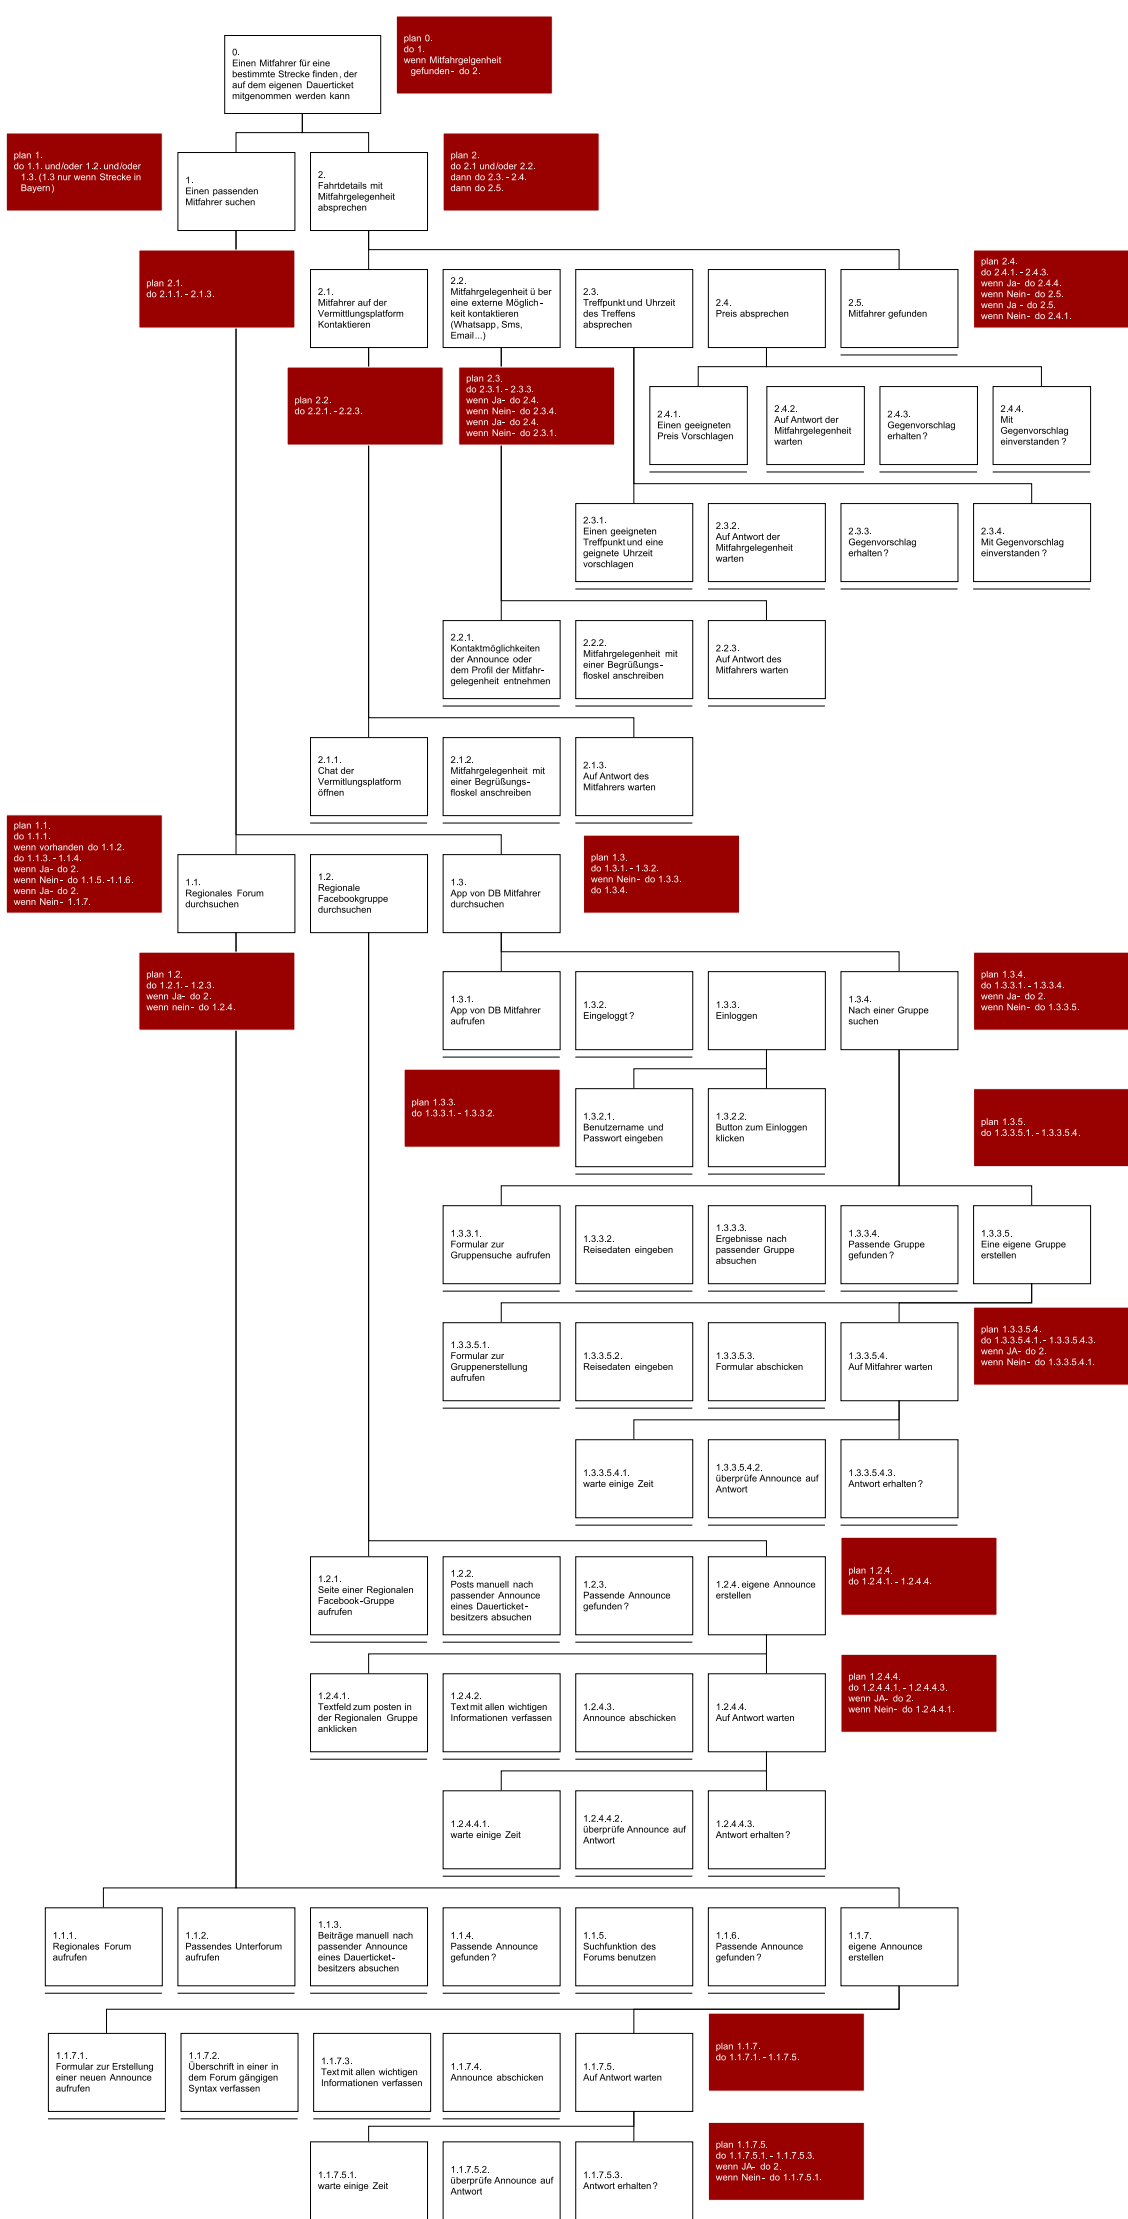 plan 0.
do 1.
wenn Mitfahrgelgenheit
gefunden- do 2.
0.
Einen Mitfahrer für eine
bestimmte Strecke finden, der
auf dem eigenen Dauerticket
mitgenommen werden kann
plan 1.
do 1.1. und/oder 1.2. und/oder
1.3. (1.3 nur wenn Strecke in
Bayern)
1.
Einen passenden
Mitfahrer suchen
2.
Fahrtdetails mit
Mitfahrgelegenheit
absprechen
plan 2.
do 2.1 und/oder 2.2.
dann do 2.3. - 2.4.
dann do 2.5.
plan 2.1.
do 2.1.1. - 2.1.3.
2.1.
Mitfahrer auf der
Vermittlungsplattform
Kontaktieren
2.2.
Mitfahrgelegenheit ü ber
eine externe Möglich-
keit kontaktieren
(Whatsapp, Sms,
Email...)
2.3.
Treffpunkt und Uhrzeit
des Treffens
absprechen
2.4.
Preis absprechen
2.5.
Mitfahrer gefunden
plan 2.4.
do 2.4.1. - 2.4.3.
wenn Ja- do 2.4.4.
wenn Nein- do 2.5.
wenn Ja - do 2.5.
wenn Nein- do 2.4.1.
plan 2.2.
do 2.2.1. - 2.2.3.
plan 2.3.
do 2.3.1. - 2.3.3.
wenn Ja- do 2.4.
wenn Nein- do 2.3.4.
wenn Ja- do 2.4.
wenn Nein- do 2.3.1.
2.4.1.
Einen geeigneten
Preis Vorschlagen
2.4.2.
Auf Antwort der
Mitfahrgelegenheit
warten
2.4.3.
Gegenvorschlag
erhalten ?
2.4.4.
Mit
Gegenvorschlag
einverstanden ?
2.3.1.
Einen geeigneten
Treffpunkt und eine
geignete Uhrzeit
vorschlagen
2.3.2.
Auf Antwort der
Mitfahrgelegenheit
warten
2.3.3.
Gegenvorschlag
erhalten ?
2.3.4.
Mit Gegenvorschlag
einverstanden ?
2.2.1.
Kontaktmöglichkeiten
der Announce oder
dem Profil der Mitfahr-
gelegenheit entnehmen
2.2.2.
Mitfahrgelegenheit mit
einer Begrüßungs-
floskel anschreiben
2.2.3.
Auf Antwort des
Mitfahrers warten
2.1.1.
Chat der
Vermitlungsplatform
öffnen
2.1.2.
Mitfahrgelegenheit mit
einer Begrüßungs-
floskel anschreiben
2.1.3.
Auf Antwort des
Mitfahrers warten
plan 1.1.
do 1.1.1.
wenn vorhanden do 1.1.2.
do 1.1.3. - 1.1.4.
wenn Ja- do 2.
wenn Nein- do 1.1.5. -1.1.6.
wenn Ja- do 2.
wenn Nein- 1.1.7.
1.1.
Regionales Forum
durchsuchen
1.2.
Regionale
Facebookgruppe
durchsuchen
1.3.
App von DB Mitfahrer
durchsuchen
plan 1.3.
do 1.3.1. - 1.3.2.
wenn Nein- do 1.3.3.
do 1.3.4.
plan 1.2.
do 1.2.1. - 1.2.3.
wenn Ja- do 2.
wenn nein- do 1.2.4.
1.3.1.
App von DB Mitfahrer
aufrufen
1.3.2.
Eingeloggt ?
1.3.3.
Einloggen
1.3.4.
Nach einer Gruppe
suchen
plan 1.3.4.
do 1.3.3.1. - 1.3.3.4.
wenn Ja- do 2.
wenn Nein- do 1.3.3.5.
plan 1.3.3.
do 1.3.3.1. - 1.3.3.2.
1.3.2.1.
Benutzername und
Passwort eingeben
1.3.2.2.
Button zum Einloggen
klicken
plan 1.3.5.
do 1.3.3.5.1. - 1.3.3.5.4.
1.3.3.1.
Formular zur
Gruppensuche aufrufen
1.3.3.2.
Reisedaten eingeben
1.3.3.3.
Ergebnisse nach
passender Gruppe
absuchen
1.3.3.4.
Passende Gruppe
gefunden ?
1.3.3.5.
Eine eigene Gruppe
erstellen
1.3.3.5.1.
Formular zur
Gruppenerstellung
aufrufen
1.3.3.5.2.
Reisedaten eingeben
1.3.3.5.3.
Formular abschicken
1.3.3.5.4.
Auf Mitfahrer warten
plan 1.3.3.5.4.
do 1.3.3.5.4.1. - 1.3.3.5.4.3.
wenn JA- do 2.
wenn Nein- do 1.3.3.5.4.1.
1.3.3.5.4.1.
warte einige Zeit
1.3.3.5.4.2.
überprüfe Announce auf
Antwort
1.3.3.5.4.3.
Antwort erhalten ?
1.2.1.
Seite einer Regionalen
Facebook-Gruppe
aufrufen
1.2.2.
Posts manuell nach
passender Announce
eines Dauerticket-
besitzers absuchen
1.2.3.
Passende Announce
gefunden ?
1.2.4. eigene Announce
erstellen
plan 1.2.4.
do 1.2.4.1. - 1.2.4.4.
1.2.4.1.
Textfeld zum posten in
der Regionalen Gruppe
anklicken
1.2.4.2.
Text mit allen wichtigen
Informationen verfassen
1.2.4.3.
Announce abschicken
1.2.4.4.
Auf Antwort warten
plan 1.2.4.4.
do 1.2.4.4.1. - 1.2.4.4.3.
wenn JA- do 2.
wenn Nein- do 1.2.4.4.1.
1.2.4.4.1.
warte einige Zeit
1.2.4.4.2.
überprüfe Announce auf
Antwort
1.2.4.4.3.
Antwort erhalten ?
1.1.1.
Regionales Forum
aufrufen
1.1.2.
Passendes Unterforum
aufrufen
1.1.3.
Beiträge manuell nach
passender Announce
eines Dauerticket-
besitzers absuchen
1.1.4.
Passende Announce
gefunden ?
1.1.5.
Suchfunktion des
Forums benutzen
1.1.6.
Passende Announce
gefunden ?
1.1.7.
eigene Announce
erstellen
1.1.7.1.
Formular zur Erstellung
einer neuen Announce
aufrufen
1.1.7.2.
Überschrift in einer in
dem Forum gängigen
Syntax verfassen
1.1.7.3.
Text mit allen wichtigen
Informationen verfassen
1.1.7.4.
Announce abschicken
1.1.7.5.
Auf Antwort warten
plan 1.1.7.
do 1.1.7.1. - 1.1.7.5.
1.1.7.5.1.
warte einige Zeit
1.1.7.5.2.
überprüfe Announce auf
Antwort
1.1.7.5.3.
Antwort erhalten ?
plan 1.1.7.5.
do 1.1.7.5.1. - 1.1.7.5.3.
wenn JA- do 2.
wenn Nein- do 1.1.7.5.1.